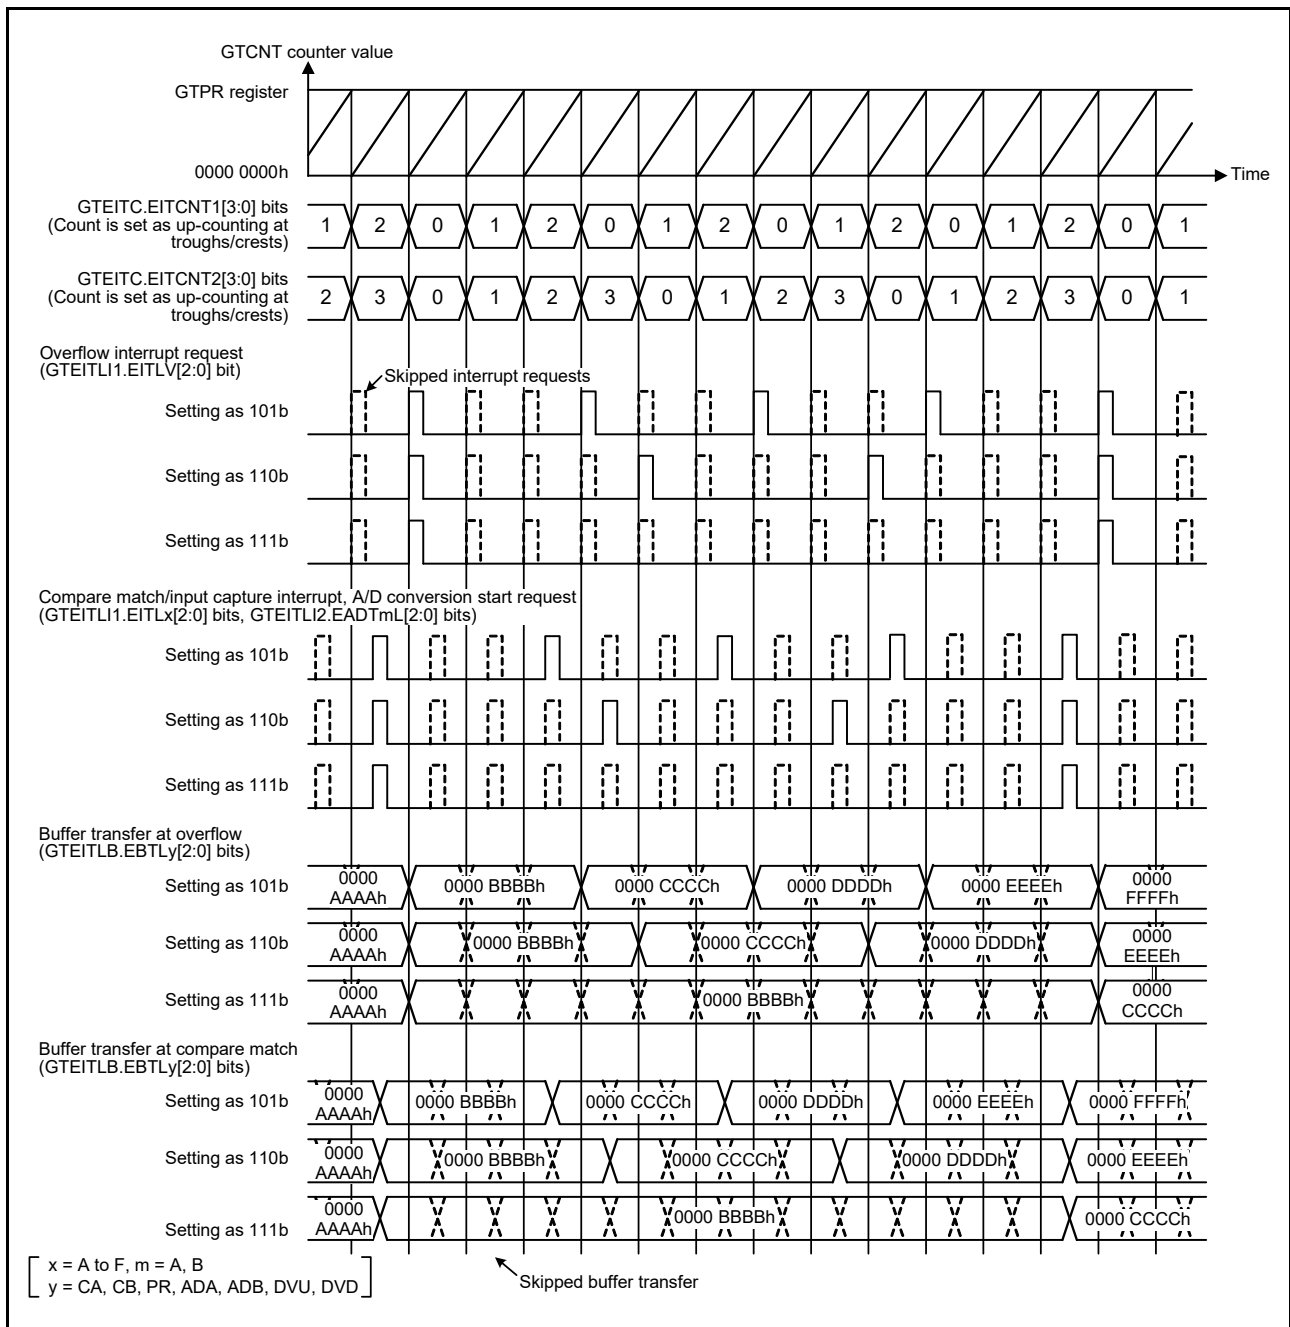 GTCNT counter value
GTPR register
0000 0000h
Time
GTEITC.EITCNT1[3:0] bits
(Count is set as up-counting at
troughs/crests)
1 2 0 1 2 0 1 2 0 1 2 0 1 2 0 1
GTEITC.EITCNT2[3:0] bits
(Count is set as up-counting at
troughs/crests)
2 3 0 1 2 3 0 1 2 3 0 1 2 3 0 1
Overflow interrupt request
(GTEITLI1.EITLV[2:0] bit)
Skipped interrupt requests
Setting as 101b
Setting as 110b
Setting as 111b
Compare match/input capture interrupt, A/D conversion start request
(GTEITLI1.EITLx[2:0] bits, GTEITLI2.EADTmL[2:0] bits)
Setting as 101b
Setting as 110b
Setting as 111b
Buffer transfer at overflow
(GTEITLB.EBTLy[2:0] bits)
Setting as 101b
0000
AAAAh
0000 BBBBh 0000 CCCCh 0000 DDDDh 0000 EEEEh
0000
FFFFh
Setting as 110b
0000
AAAAh
0000 BBBBh 0000 CCCCh 0000 DDDDh
0000
EEEEh
Setting as 111b
0000
AAAAh
0000 BBBBh
0000
CCCCh
Buffer transfer at compare match
(GTEITLB.EBTLy[2:0] bits)
Setting as 101b
0000
AAAAh
0000 BBBBh 0000 CCCCh 0000 DDDDh 0000 EEEEh 0000 FFFFh
Setting as 110b
0000
AAAAh
0000 BBBBh 0000 CCCCh 0000 DDDDh 0000 EEEEh
Setting as 111b
0000
AAAAh
0000 BBBBh 0000 CCCCh
x = A to F, m = A, B
y = CA, CB, PR, ADA, ADB, DVU, DVD
Skipped buffer transfer